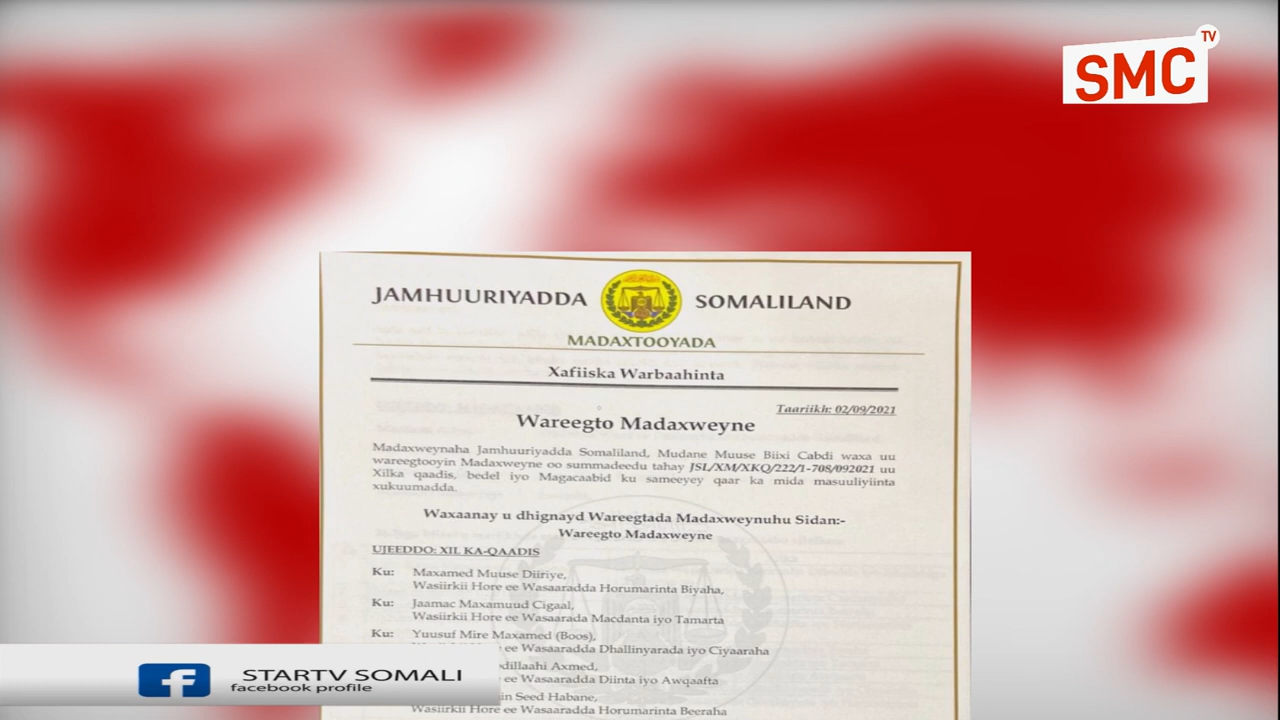 SMC TV
JAMHUURIYADDA SOMALILAND
MADAXTOOYADA
Xafiiska Warbaahinta
Taariikh: 02/09/2021
Wareegto Madaxweyne
Madaxweynaha Jamhuuriyadda Somaliland, Mudane Muuse Biixi Cabdi waxa uu
wareegtooyin Madaxweyne oo summadeedu tahay JSL/XM/XKQ/222/1-708/092021 uu
Xilka qaadis, bedel iyo Magacaabid ku sameeyey qaar ka mida masuuliyiinta
xukuumadda.
Waxaanay u dhignayd Wareegtada Madaxweynuhu Sidan:-
Wareegto Madaxweyne
UJEEDDO: XIL KA-QAADIS
Ku: Maxamed Muuse Diiriye,
Wasiirkii Hore ee Wasaaradda Horumarinta Biyaha,
Ku: Jaamac Maxamuud Cigaal,
Wasiirkii Hore ee Wasaarada Macdanta iyo Tamarta
Ku: Yuusuf Mire Maxamed (Boos),
ee Wasaaradda Dhallinyarada iyo Ciyaaraha
dillaahi Axmed,
ee Wasaaradda Diinta iyo Awqaafta
in Seed Habane,
Wasiirkii Hore ee Wasaaradda Horumarinta Beeraha
STARTV SOMALI
facebook profile